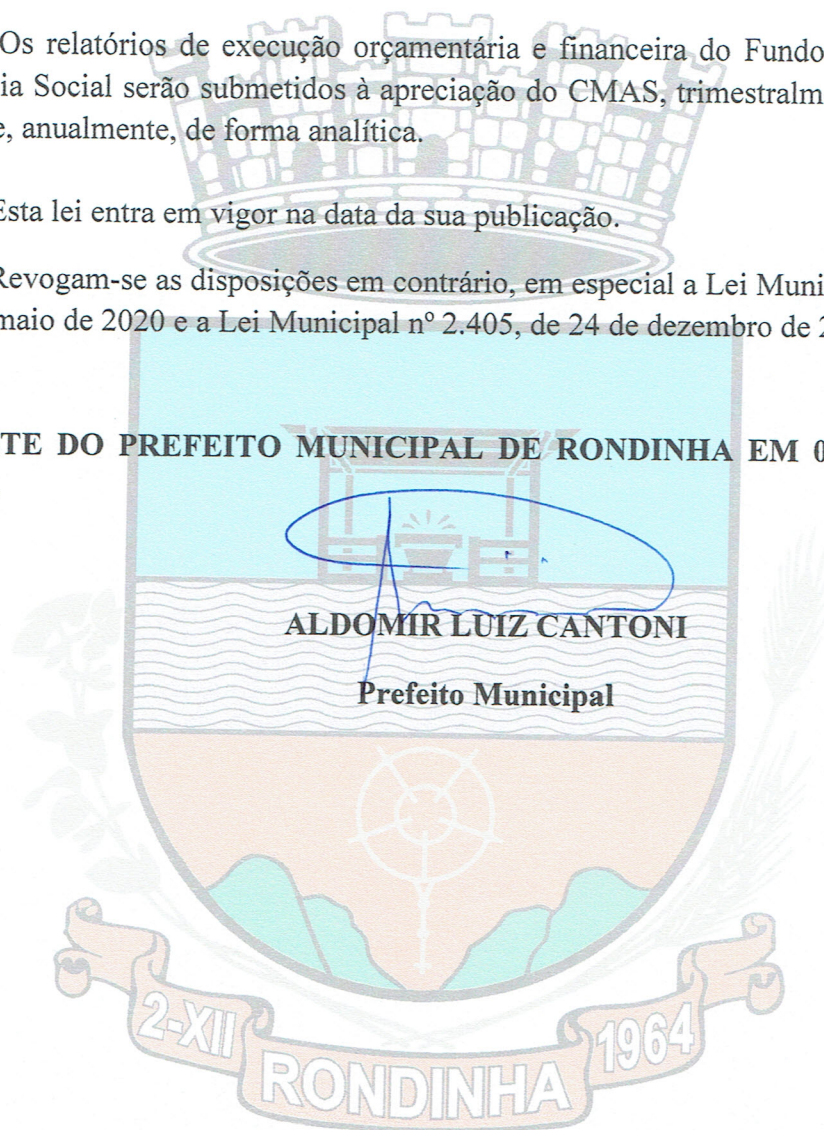 Os relatórios de execução orçamentária e financeira do Fundo
ia Social serão submetidos à apreciação do CMAS, trimestralm
e, anualmente, de forma analítica.
Esta lei entra em vigor na data da sua publicação.
Revogam-se as disposições em contrário, em especial a Lei Muni
maio de 2020 e a Lei Municipal nº 2.405, de 24 de dezembro de 2
TE DO PREFEITO MUNICIPAL DE RONDINHA EM 0
ALDOMIR LUIZ CANTONI
Prefeito Municipal
2-XII RONDINHA 1964